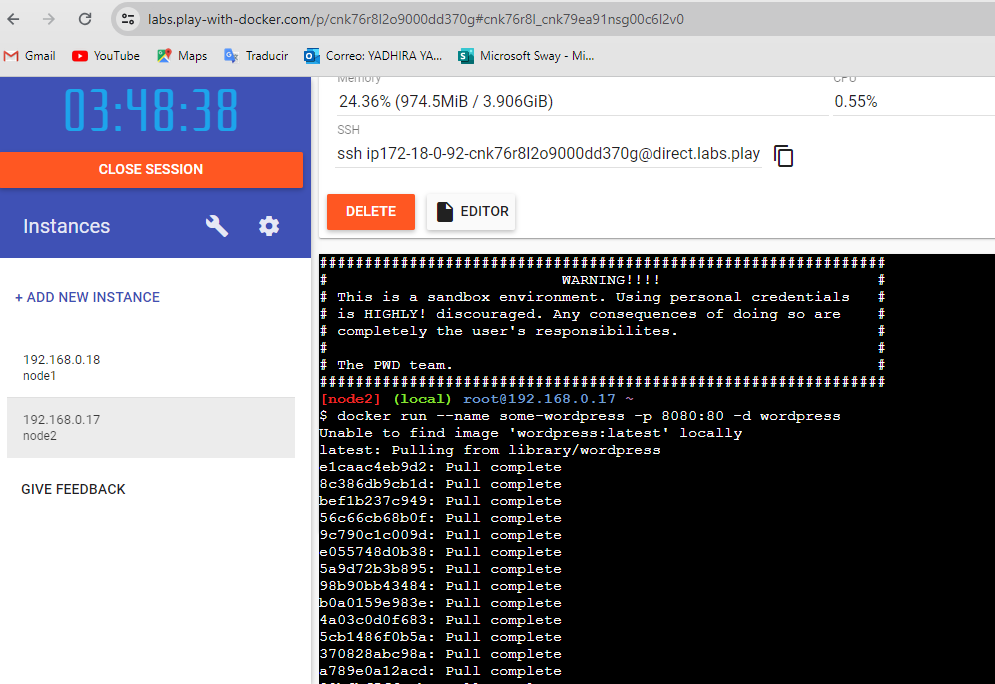 labs.play-with-docker.com/p/cnk76r8l2o9000dd370g#cnk76r8l_cnk79ea91nsg00c6l2v0
Gmail YouTube Maps Traducir Correo: YADHIRA YA... Microsoft Sway - Mi...
03:48:38
CLOSE SESSION
Instances
+ ADD NEW INSTANCE
192.168.0.18
node1
192.168.0.17
node2
GIVE FEEDBACK
Memory CPU
24.36% (974.5MiB / 3.906GiB) 0.55%
SSH
ssh ip172-18-0-92-cnk76r8l2o9000dd370g@direct.labs.play
DELETE EDITOR
###############################################################
# WARNING!!!! #
# This is a sandbox environment. Using personal credentials #
# is HIGHLY! discouraged. Any consequences of doing so are #
# completely the user's responsibilites. #
# #
# The PWD team. #
###############################################################
[node2] (local) root@192.168.0.17 ~
$ docker run --name some-wordpress -p 8080:80 -d wordpress
Unable to find image 'wordpress:latest' locally
latest: Pulling from library/wordpress
e1caac4eb9d2: Pull complete
8c386db9cb1d: Pull complete
bef1b237c949: Pull complete
56c66cb68b0f: Pull complete
9c790c1c009d: Pull complete
e055748d0b38: Pull complete
5a9d72b3b895: Pull complete
98b90bb43484: Pull complete
b0a0159e983e: Pull complete
4a03c0d0f683: Pull complete
5cb1486f0b5a: Pull complete
370828abc98a: Pull complete
a789e0a12acd: Pull complete